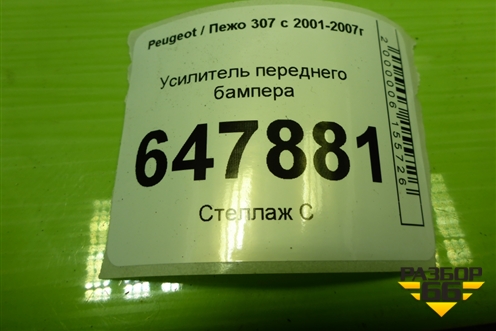 Peugeot / Пежо 307 с 2001-2007г
Усилитель переднего
бампера
647881
Стеллаж С
2000006155726
РАЗБОР
66